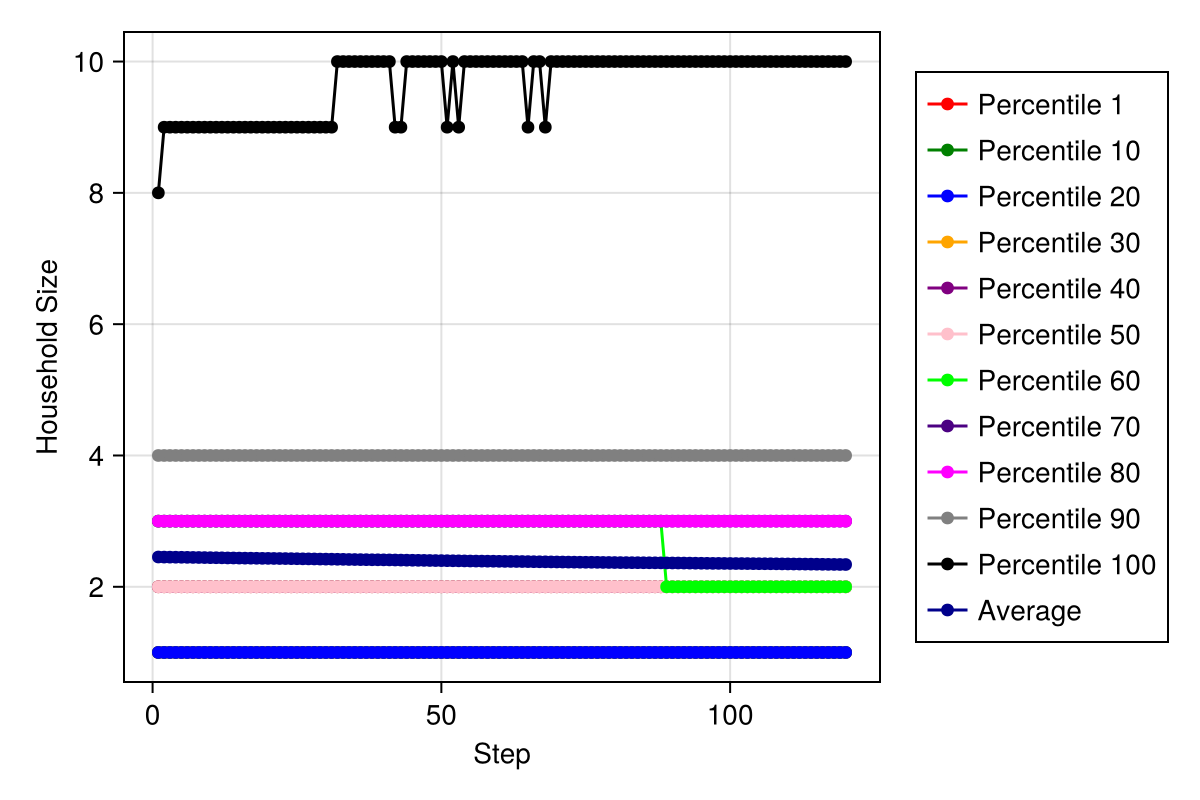 10
8
6
4
2
Household Size
0
50
100
Step
Percentile 1
Percentile 10
Percentile 20
Percentile 30
Percentile 40
Percentile 50
Percentile 60
Percentile 70
Percentile 80
Percentile 90
Percentile 100
Average